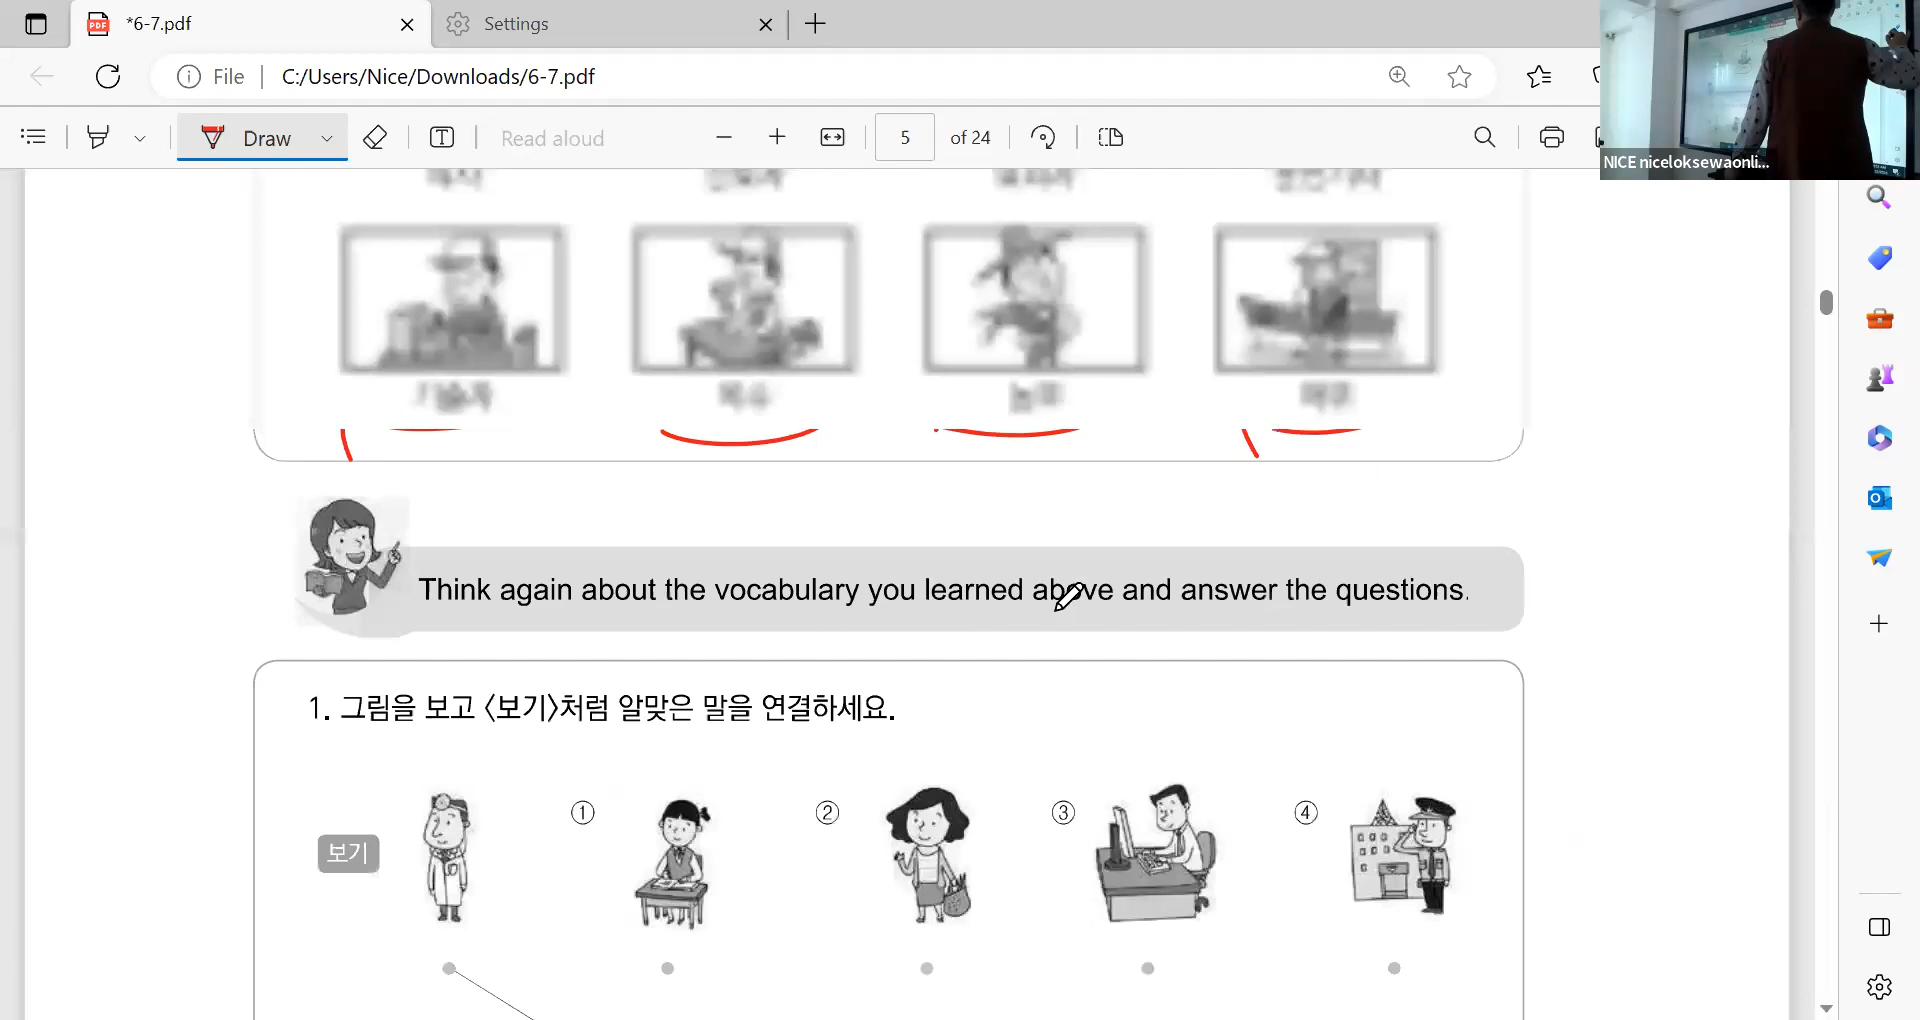 *6-7.pdf
Settings
File
C:/Users/Nice/Downloads/6-7.pdf
Draw
Read aloud
5
of 24
NICE niceloksewaonli...
Think again about the vocabulary you learned above and answer the questions.
1. 그림을 보고 〈보기〉처럼 알맞은 말을 연결하세요.
보기
①
②
③
④